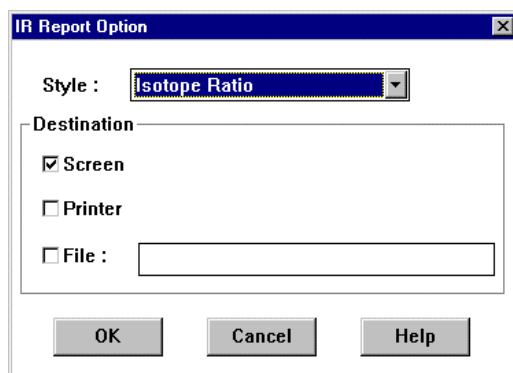 IR Report Option
Style : Isotope Ratio
Destination
Screen
Printer
File :
OK Cancel Help